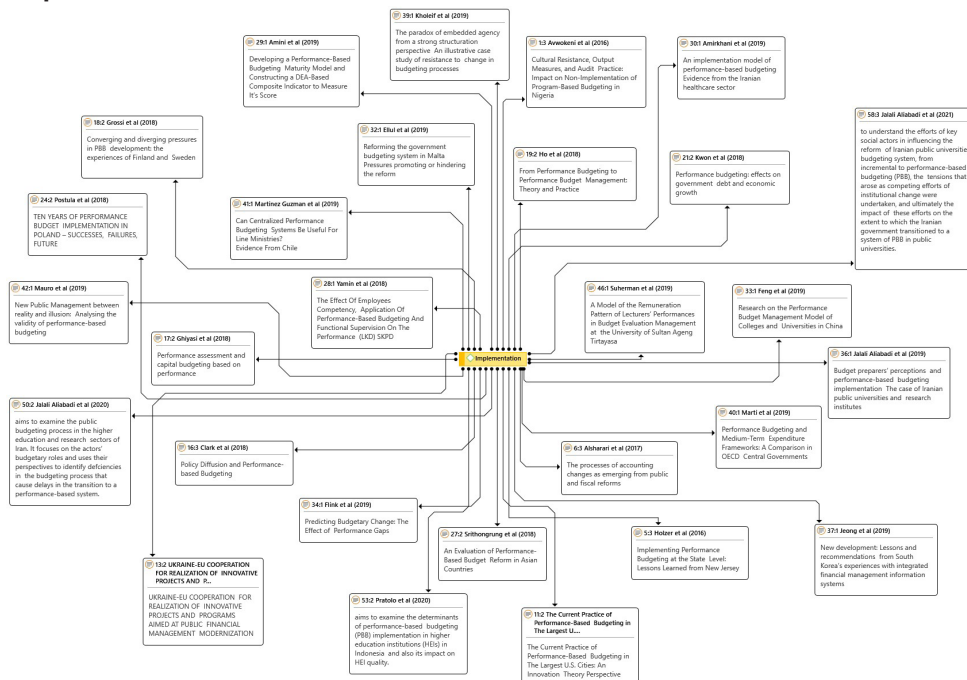 39:1 Kholeif et al (2019)
The paradox of embedded agency
from a strong structuration
perspective An illustrative case
study of resistance to change in
budgeting processes
29:1 Amini et al (2019)
Developing a Performance-Based
Budgeting Maturity Model and
Constructing a DEA-Based
Composite Indicator to Measure
It's Score
1:3 Avwokeni et al (2016)
Cultural Resistance, Output
Measures, and Audit Practice:
Impact on Non-Implementation of
Program-Based Budgeting in
Nigeria
30:1 Amirkhani et al (2019)
An implementation model of
performance-based budgeting
Evidence from the Iranian
healthcare sector
18:2 Grossi et al (2018)
Converging and diverging pressures
in PBB development: the
experiences of Finland and Sweden
32:1 Ellul et al (2019)
Reforming the government
budgeting system in Malta
Pressures promoting or hindering
the reform
19:2 Ho et al (2018)
From Performance Budgeting to
Performance Budget Management:
Theory and Practice
21:2 Kwon et al (2018)
Performance budgeting: effects on
government debt and economic
growth
58:3 Jalali Aliabadi et al (2021)
to understand the efforts of key
social actors in influencing the
reform of Iranian public universities
budgeting system, from
incremental to performance-based
budgeting (PBB), the tensions that
arose as competing efforts of
institutional change were
undertaken, and ultimately the
impact of these efforts on the
extent to which the Iranian
government transitioned to a
system of PBB in public
universities.
24:2 Postula et al (2018)
TEN YEARS OF PERFORMANCE
BUDGET IMPLEMENTATION IN
POLAND – SUCCESSES, FAILURES,
FUTURE
41:1 Martinez Guzman et al (2019)
Can Centralized Performance
Budgeting Systems Be Useful For
Line Ministries?
Evidence From Chile
42:1 Mauro et al (2019)
New Public Management between
reality and illusion: Analysing the
validity of performance-based
budgeting
28:1 Yamin et al (2018)
The Effect Of Employees
Competency, Application Of
Performance-Based Budgeting And
Functional Supervision On The
Performance (LKD) SKPD
46:1 Suherman et al (2019)
A Model of the Remuneration
Pattern of Lecturers' Performances
in Budget Evaluation Management
at the University of Sultan Ageng
Tirtayasa
33:1 Feng et al (2019)
Research on the Performance
Budget Management Model of
Colleges and Universities in China
17:2 Ghiyasi et al (2018)
Performance assessment and
capital budgeting based on
performance
Implementation
36:1 Jalali Aliabadi et al (2019)
Budget preparers' perceptions and
performance-based budgeting
implementation The case of Iranian
public universities and research
institutes
50:2 Jalali Aliabadi et al (2020)
aims to examine the public
budgeting process in the higher
education and research sectors of
Iran. It focuses on the actors'
budgetary roles and uses their
perspectives to identify defciencies
in the budgeting process that
cause delays in the transition to a
performance-based system.
16:3 Clark et al (2018)
Policy Diffusion and Performance-
based Budgeting
6:3 Alsharari et al (2017)
The processes of accounting
changes as emerging from public
and fiscal reforms
40:1 Marti et al (2019)
Performance Budgeting and
Medium-Term Expenditure
Frameworks: A Comparison in
OECD Central Governments
34:1 Flink et al (2019)
Predicting Budgetary Change: The
Effect of Performance Gaps
27:2 Srithongrung et al (2018)
An Evaluation of Performance-
Based Budget Reform in Asian
Countries
5:3 Holzer et al (2016)
Implementing Performance
Budgeting at the State Level:
Lessons Learned from New Jersey
37:1 Jeong et al (2019)
New development: Lessons and
recommendations from South
Korea's experiences with integrated
financial management information
systems
13:2 UKRAINE-EU COOPERATION
FOR REALIZATION OF INNOVATIVE
PROJECTS AND P...
UKRAINE-EU COOPERATION FOR
REALIZATION OF INNOVATIVE
PROJECTS AND PROGRAMS
AIMED AT PUBLIC FINANCIAL
MANAGEMENT MODERNIZATION
53:2 Pratolo et al (2020)
aims to examine the determinants
of performance-based budgeting
(PBB) implementation in higher
education institutions (HEIs) in
Indonesia and also its impact on
HEI quality.
11:2 The Current Practice of
Performance-Based Budgeting in
The Largest U....
The Current Practice of
Performance-Based Budgeting in
The Largest U.S. Cities: An
Innovation Theory Perspective